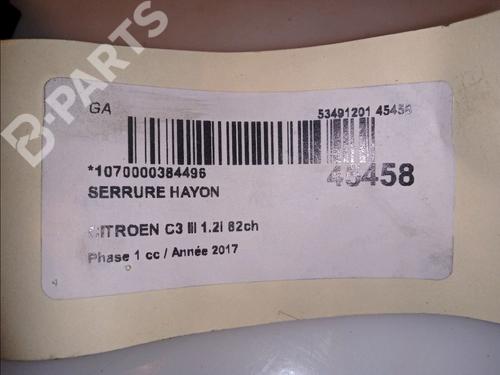 B-PARTS
GA
53491201 45458
*1070000384496
45458
SERRURE HAYON
CITROEN C3 III 1.2i 82ch
Phase 1 cc / Année 2017
4